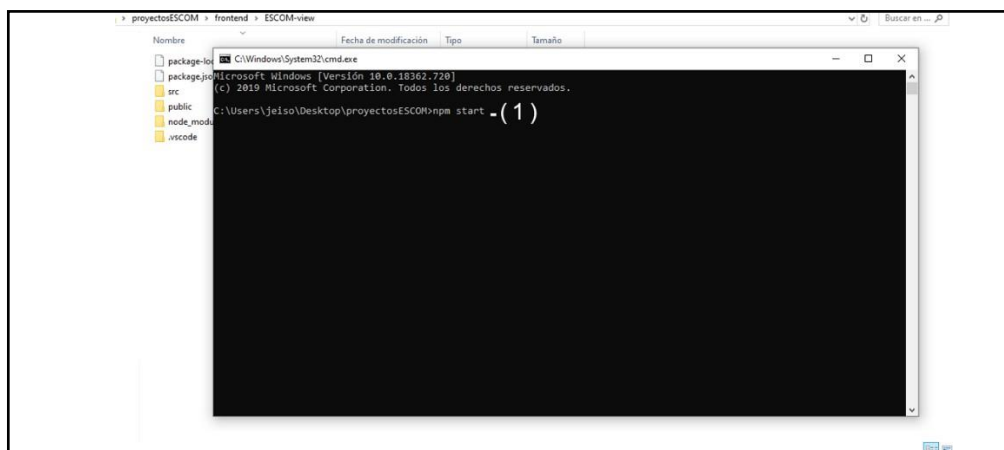 › proyectosESCOM › frontend › ESCOM-view
Buscar en ...
Nombre Fecha de modificación Tipo Tamaño
package-loc
package.jso
src
public
node_modu
.vscode
C:\Windows\System32\cmd.exe
Microsoft Windows [Versión 10.0.18362.720]
(c) 2019 Microsoft Corporation. Todos los derechos reservados.
C:\Users\jeiso\Desktop\proyectosESCOM>npm start -(1)